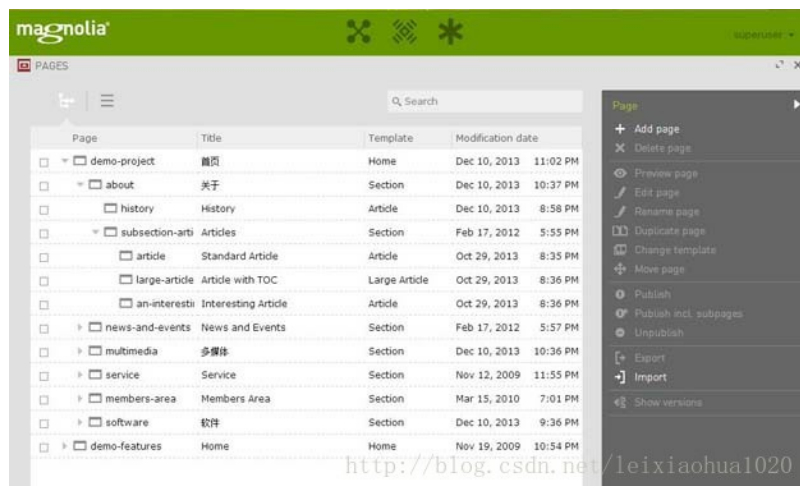 magnolia®
superuser
PAGES
Search
Page Title Template Modification date
demo-project 首页 Home Dec 10, 2013 11:02 PM
about 关于 Section Dec 10, 2013 10:37 PM
history History Article Dec 10, 2013 8:58 PM
subsection-arti Articles Section Feb 17, 2012 5:55 PM
article Standard Article Article Oct 29, 2013 8:35 PM
large-article Article with TOC Large Article Oct 29, 2013 8:36 PM
an-interestin Interesting Article Article Oct 29, 2013 8:36 PM
news-and-events News and Events Section Feb 17, 2012 5:57 PM
multimedia 多媒体 Section Dec 10, 2013 10:36 PM
service Service Section Nov 12, 2009 11:55 PM
members-area Members Area Section Mar 15, 2010 7:01 PM
software 软件 Section Dec 10, 2013 9:36 PM
demo-features Home Home Nov 19, 2009 10:54 PM
Page
Add page
Delete page
Preview page
Edit page
Rename page
Duplicate page
Change template
Move page
Publish
Publish incl. subpages
Unpublish
Export
Import
Show versions
http://blog.csdn.net/leixiaohua1020